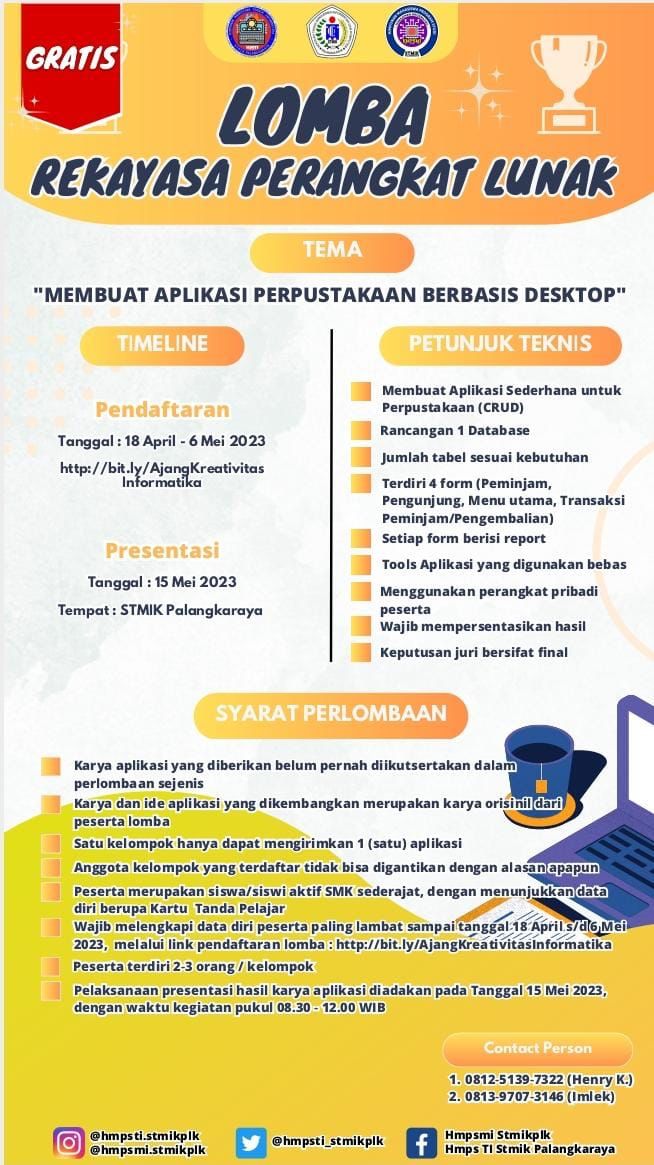 GRATIS
LOMBA
REKAYASA PERANGKAT LUNAK
TEMA
"MEMBUAT APLIKASI PERPUSTAKAAN BERBASIS DESKTOP"
TIMELINE
Pendaftaran
Tanggal : 18 April - 6 Mei 2023
http://bit.ly/AjangKreativitas
Informatika
Presentasi
Tanggal : 15 Mei 2023
Tempat : STMIK Palangkaraya
PETUNJUK TEKNIS
Membuat Aplikasi Sederhana untuk
Perpustakaan (CRUD)
Rancangan 1 Database
Jumlah tabel sesuai kebutuhan
Terdiri 4 form (Peminjam,
Pengunjung, Menu utama, Transaksi
Peminjam/Pengembalian)
Setiap form berisi report
Tools Aplikasi yang digunakan bebas
Menggunakan perangkat pribadi
peserta
Wajib mempersentasikan hasil
Keputusan juri bersifat final
SYARAT PERLOMBAAN
Karya aplikasi yang diberikan belum pernah diikutsertakan dalam
perlombaan sejenis
Karya dan ide aplikasi yang dikembangkan merupakan karya orisinil dari
peserta lomba
Satu kelompok hanya dapat mengirimkan 1 (satu) aplikasi
Anggota kelompok yang terdaftar tidak bisa digantikan dengan alasan apapun
Peserta merupakan siswa/siswi aktif SMK sederajat, dengan menunjukkan data
diri berupa Kartu Tanda Pelajar
Wajib melengkapi data diri peserta paling lambat sampai tanggal 18 April s/d 6 Mei
2023, melalui link pendaftaran lomba : http://bit.ly/AjangKreativitasInformatika
Peserta terdiri 2-3 orang / kelompok
Pelaksanaan presentasi hasil karya aplikasi diadakan pada Tanggal 15 Mei 2023,
dengan waktu kegiatan pukul 08.30 - 12.00 WIB
Contact Person
1. 0812-5139-7322 (Henry K.)
2. 0813-9707-3146 (Imlek)
@hmpsti.stmikplk
@hmpsmi.stmikplk
@hmpsti_stmikplk
Hmpsmi Stmikplk
Hmps TI Stmik Palangkaraya